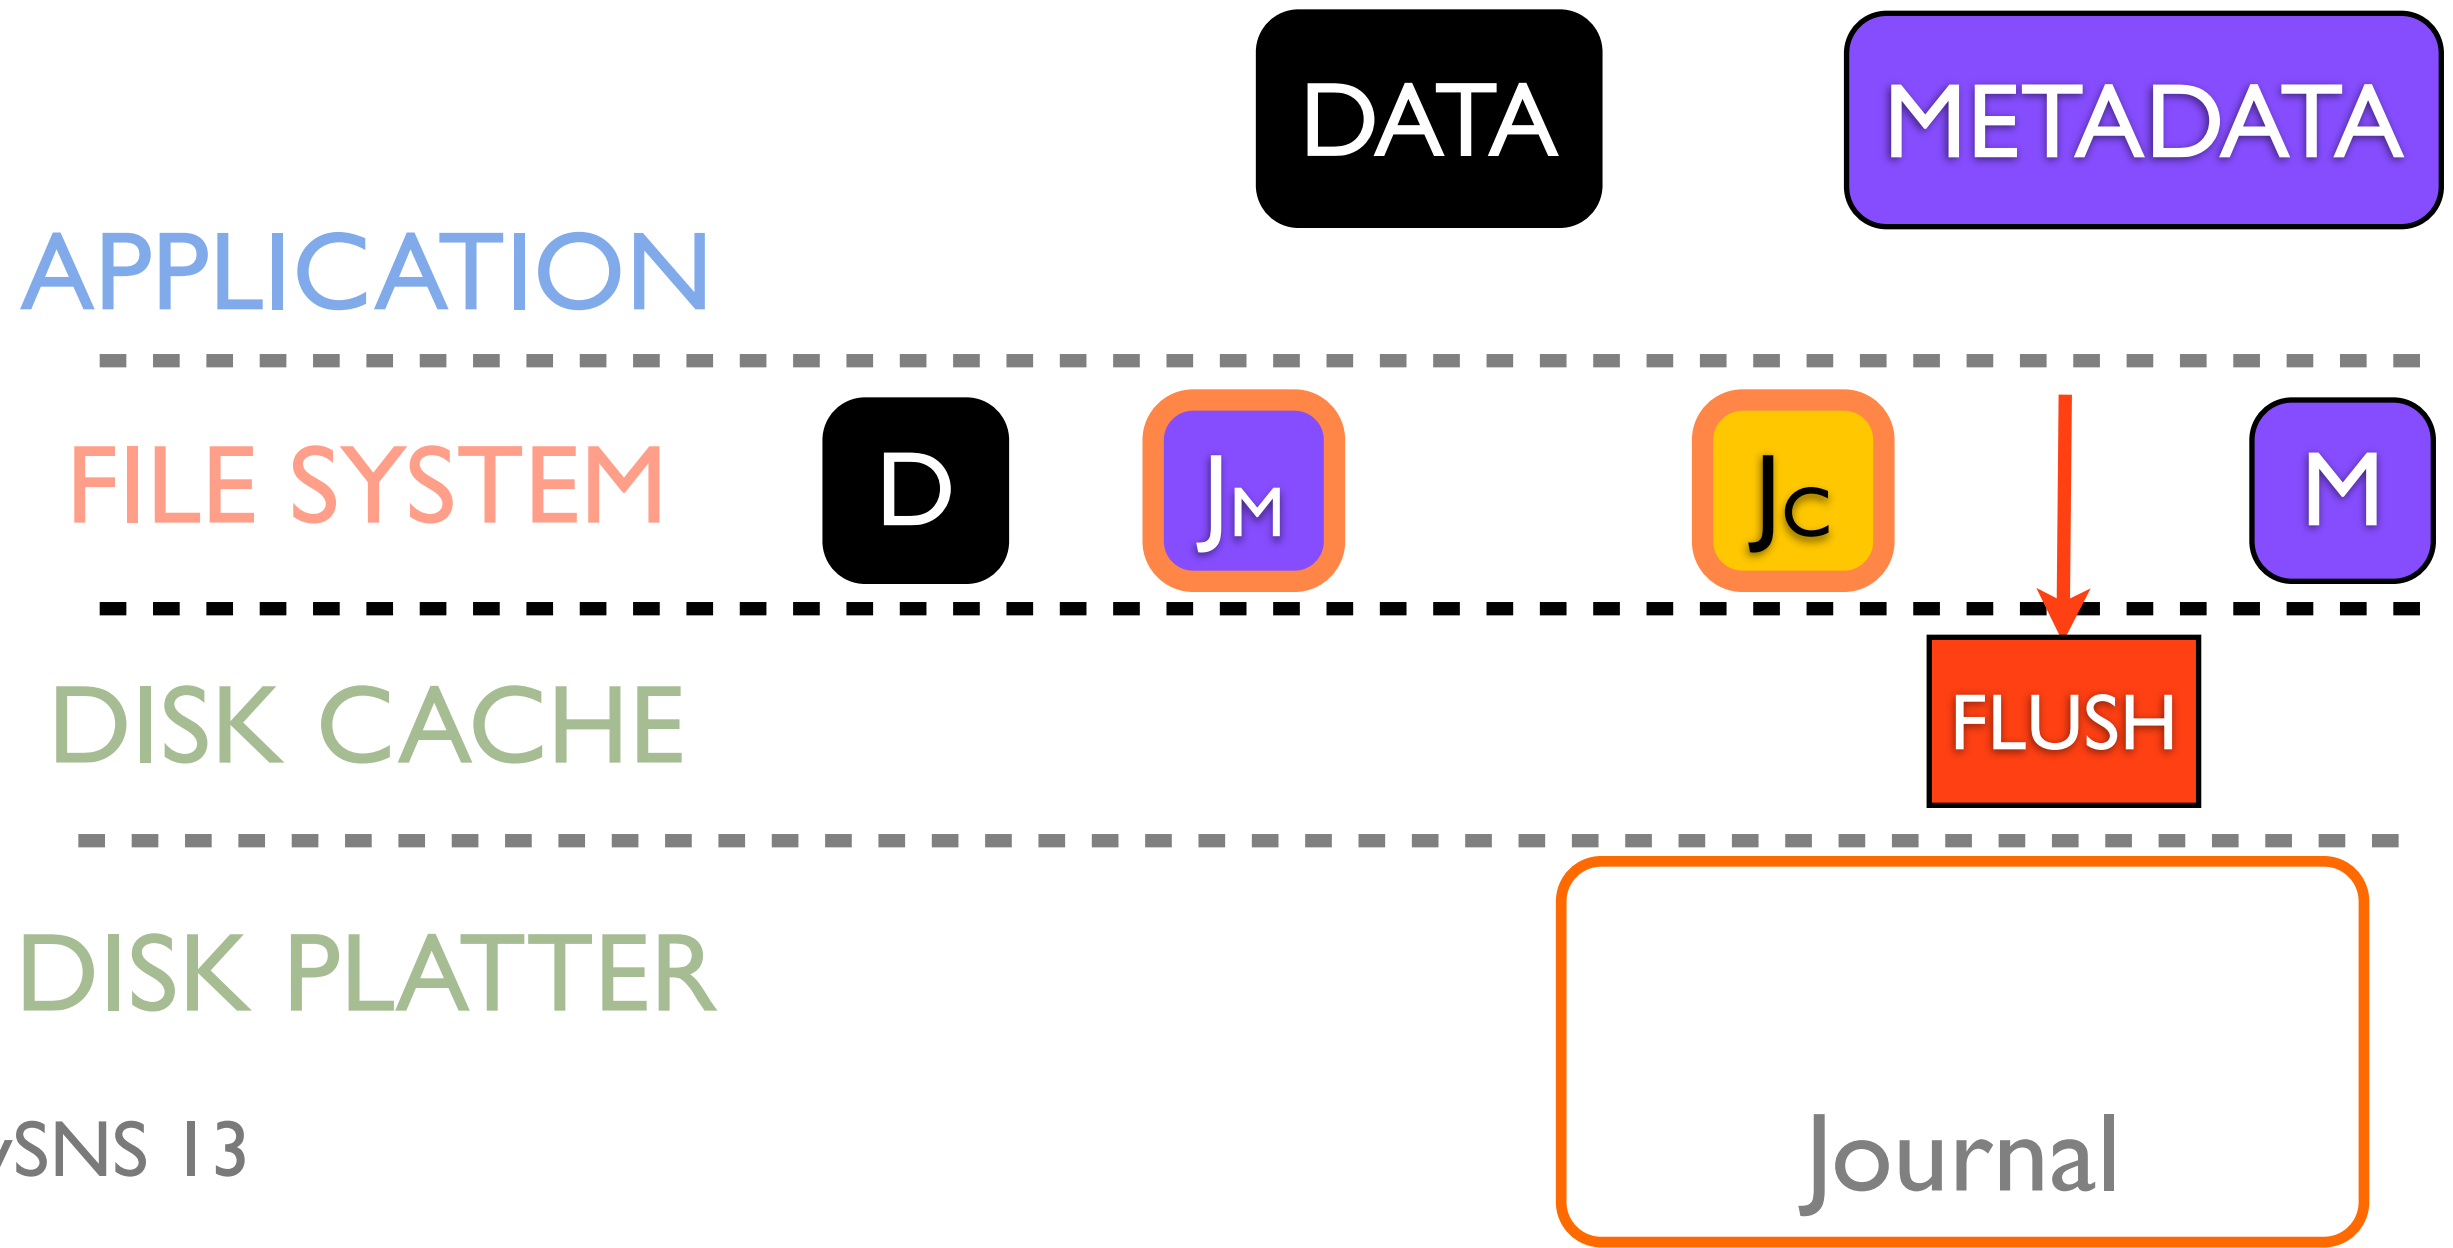 DATA METADATA
APPLICATION
FILE SYSTEM D JM JC M
DISK CACHE FLUSH
DISK PLATTER
SNS 13 Journal